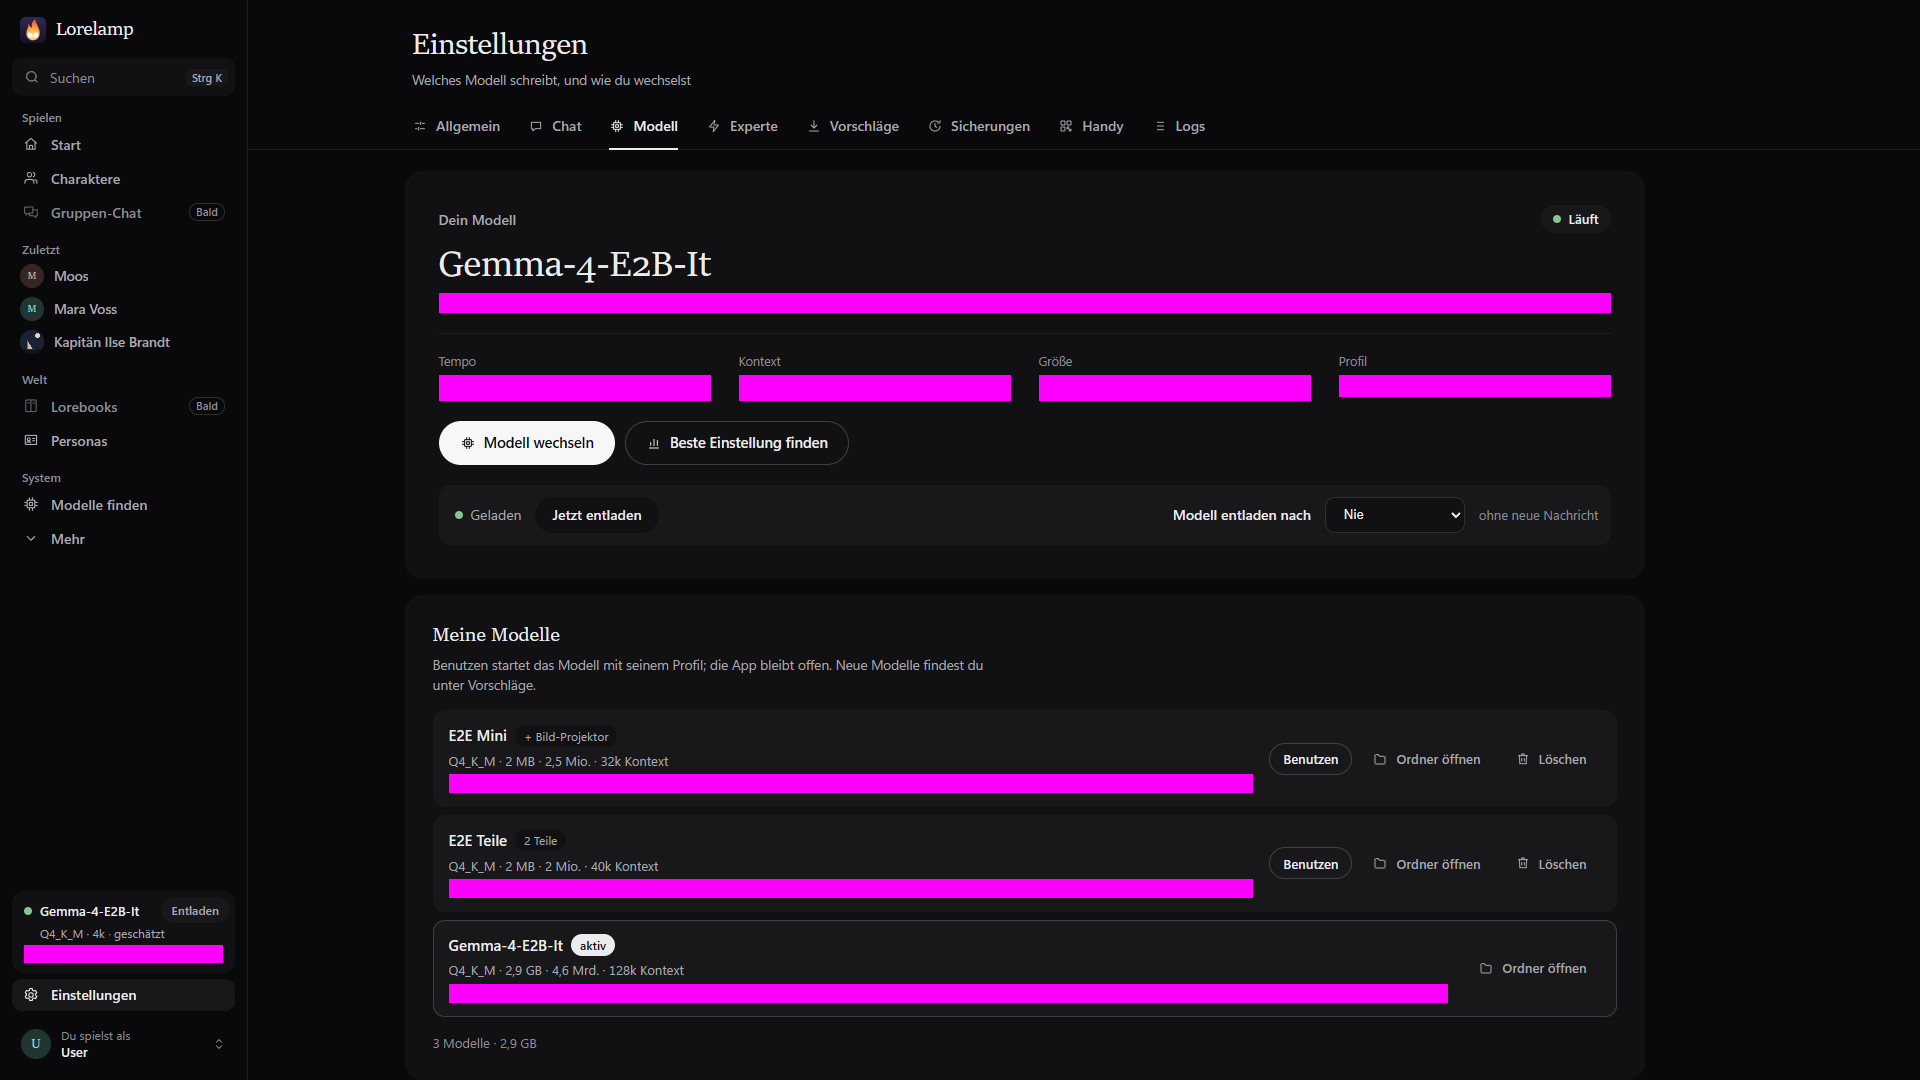 Lorelamp
Suchen
Strg K
Spielen
Start
Charaktere
Gruppen-Chat
Bald
Zuletzt
M
Moos
M
Mara Voss
Kapitän Ilse Brandt
Welt
Lorebooks
Bald
Personas
System
Modelle finden
Mehr
Gemma-4-E2B-It
Entladen
Q4_K_M · 4k · geschätzt
Einstellungen
U
Du spielst als
User
Einstellungen
Welches Modell schreibt, und wie du wechselst
Allgemein
Chat
Modell
Experte
Vorschläge
Sicherungen
Handy
Logs
Dein Modell
Läuft
Gemma-4-E2B-It
Tempo
Kontext
Größe
Profil
Modell wechseln
Beste Einstellung finden
Geladen
Jetzt entladen
Modell entladen nach
Nie
ohne neue Nachricht
Meine Modelle
Benutzen startet das Modell mit seinem Profil; die App bleibt offen. Neue Modelle findest du
unter Vorschläge.
E2E Mini
+ Bild-Projektor
Q4_K_M · 2 MB · 2,5 Mio. · 32k Kontext
Benutzen
Ordner öffnen
Löschen
E2E Teile
2 Teile
Q4_K_M · 2 MB · 2 Mio. · 40k Kontext
Benutzen
Ordner öffnen
Löschen
Gemma-4-E2B-It
aktiv
Q4_K_M · 2,9 GB · 4,6 Mrd. · 128k Kontext
Ordner öffnen
3 Modelle · 2,9 GB